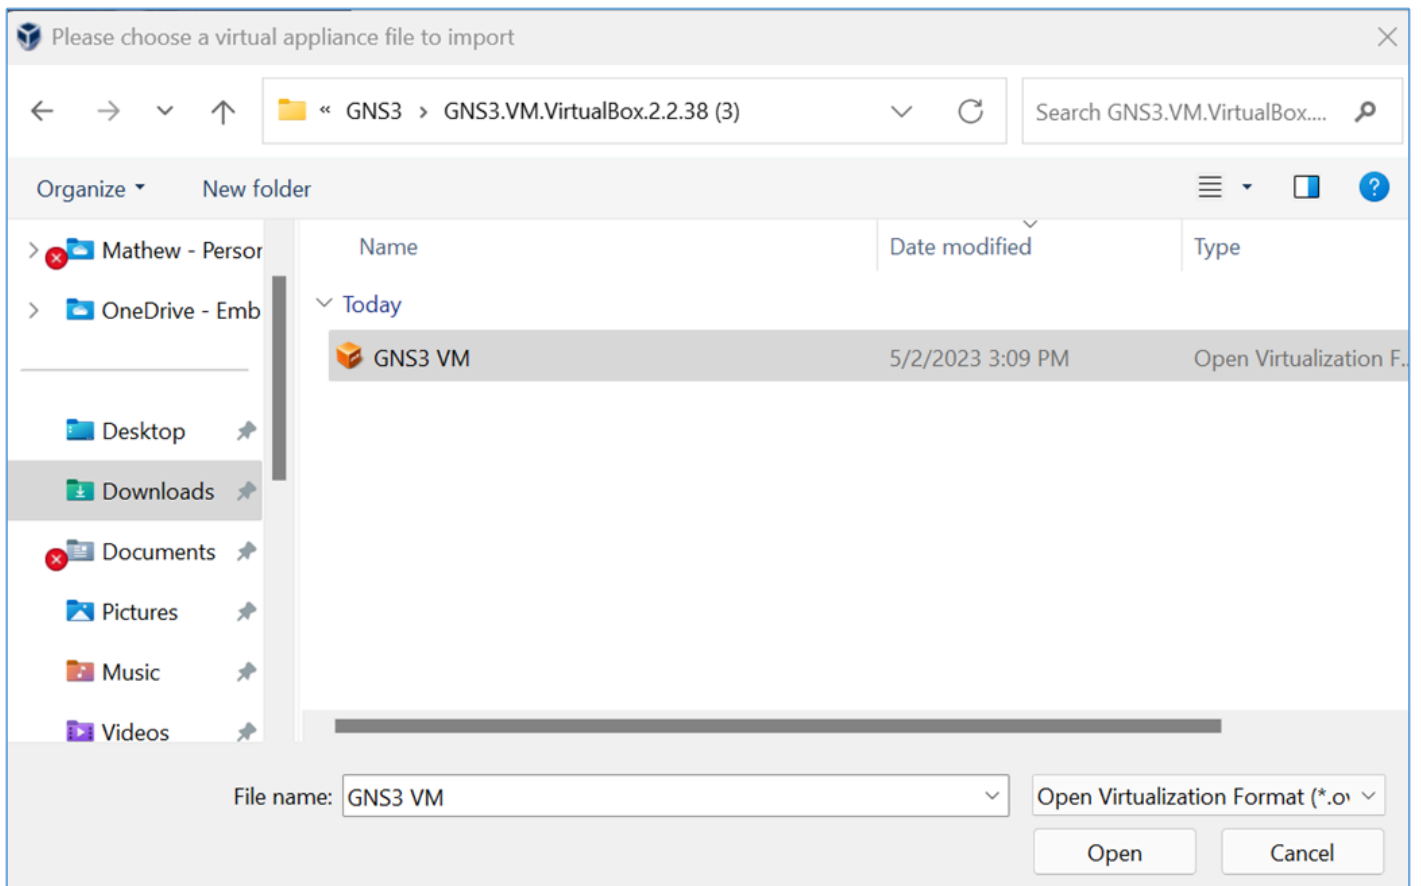 Please choose a virtual appliance file to import
« GNS3 > GNS3.VM.VirtualBox.2.2.38 (3)
Search GNS3.VM.VirtualBox....
Organize
New folder
?
Mathew - Persor
OneDrive - Emb
Desktop
Downloads
Documents
Pictures
Music
Videos
Name
Date modified
Type
Today
GNS3 VM
5/2/2023 3:09 PM
Open Virtualization F...
File name:
GNS3 VM
Open Virtualization Format (*.ov
Open
Cancel